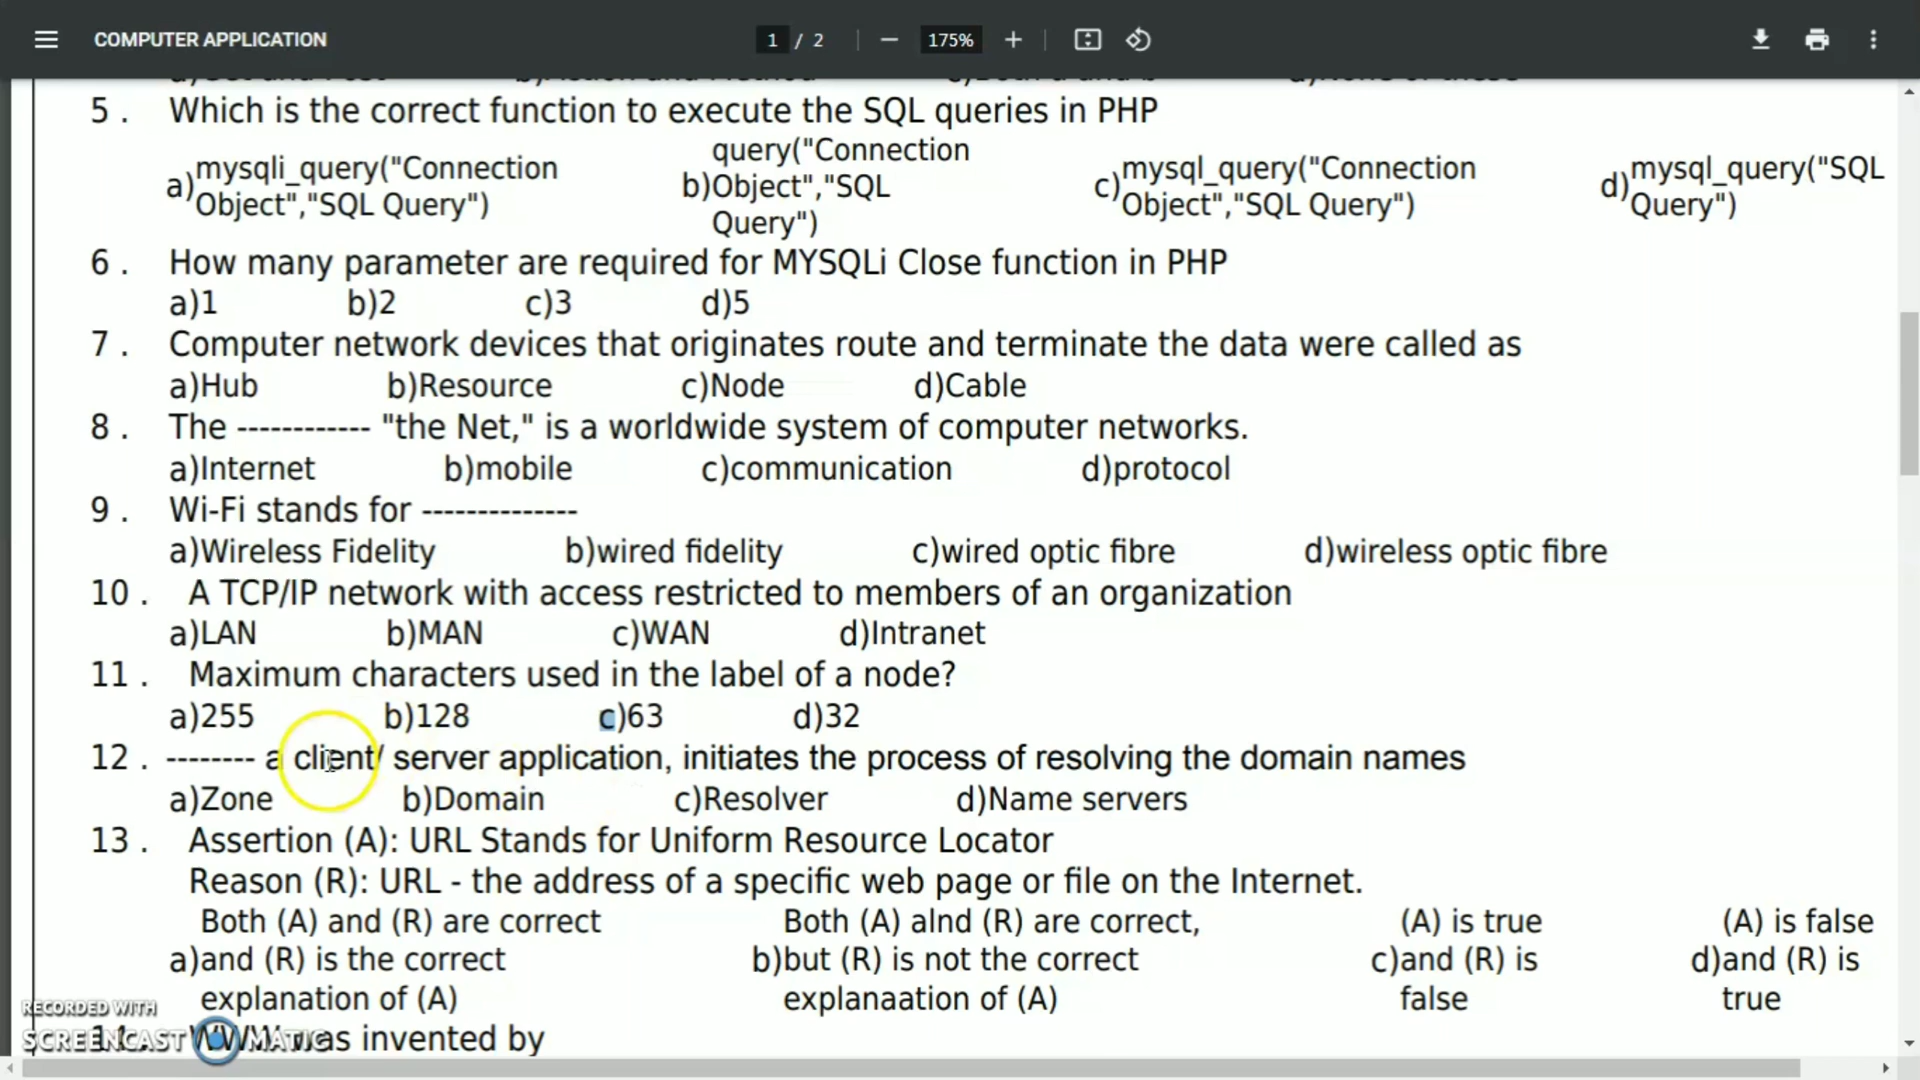 COMPUTER APPLICATION
1 / 2
175%
5 . Which is the correct function to execute the SQL queries in PHP
a)mysqli_query("Connection Object","SQL Query") b)query("Connection Object","SQL Query") c)mysql_query("Connection Object","SQL Query") d)mysql_query("SQL Query")
6 . How many parameter are required for MYSQLi Close function in PHP
a)1 b)2 c)3 d)5
7 . Computer network devices that originates route and terminate the data were called as
a)Hub b)Resource c)Node d)Cable
8 . The ------------ "the Net," is a worldwide system of computer networks.
a)Internet b)mobile c)communication d)protocol
9 . Wi-Fi stands for --------------
a)Wireless Fidelity b)wired fidelity c)wired optic fibre d)wireless optic fibre
10 . A TCP/IP network with access restricted to members of an organization
a)LAN b)MAN c)WAN d)Intranet
11 . Maximum characters used in the label of a node?
a)255 b)128 c)63 d)32
12 . -------- a client/ server application, initiates the process of resolving the domain names
a)Zone b)Domain c)Resolver d)Name servers
13 . Assertion (A): URL Stands for Uniform Resource Locator
Reason (R): URL - the address of a specific web page or file on the Internet.
a)Both (A) and (R) are correct and (R) is the correct explanation of (A) b)Both (A) alnd (R) are correct, but (R) is not the correct explanaation of (A) c)(A) is true and (R) is false d)(A) is false and (R) is true
14 . WWW was invented by
RECORDED WITH
SCREENCAST MATIC